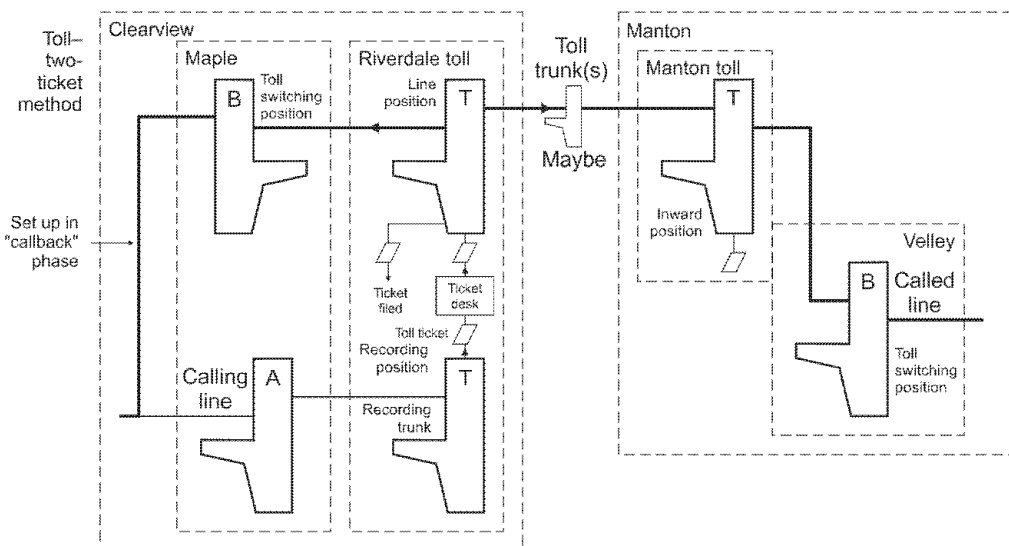 Toll–
two-
ticket
method
Clearview
Maple
B
Toll
switching
position
Riverdale toll
Line
position
T
Toll
trunk(s)
Maybe
Manton
Manton toll
T
Inward
position
Set up in
"callback"
phase
Ticket
filed
Ticket
desk
Toll ticket
Recording
position
Calling
line
A
Recording
trunk
T
Velley
B
Called
line
Toll
switching
position